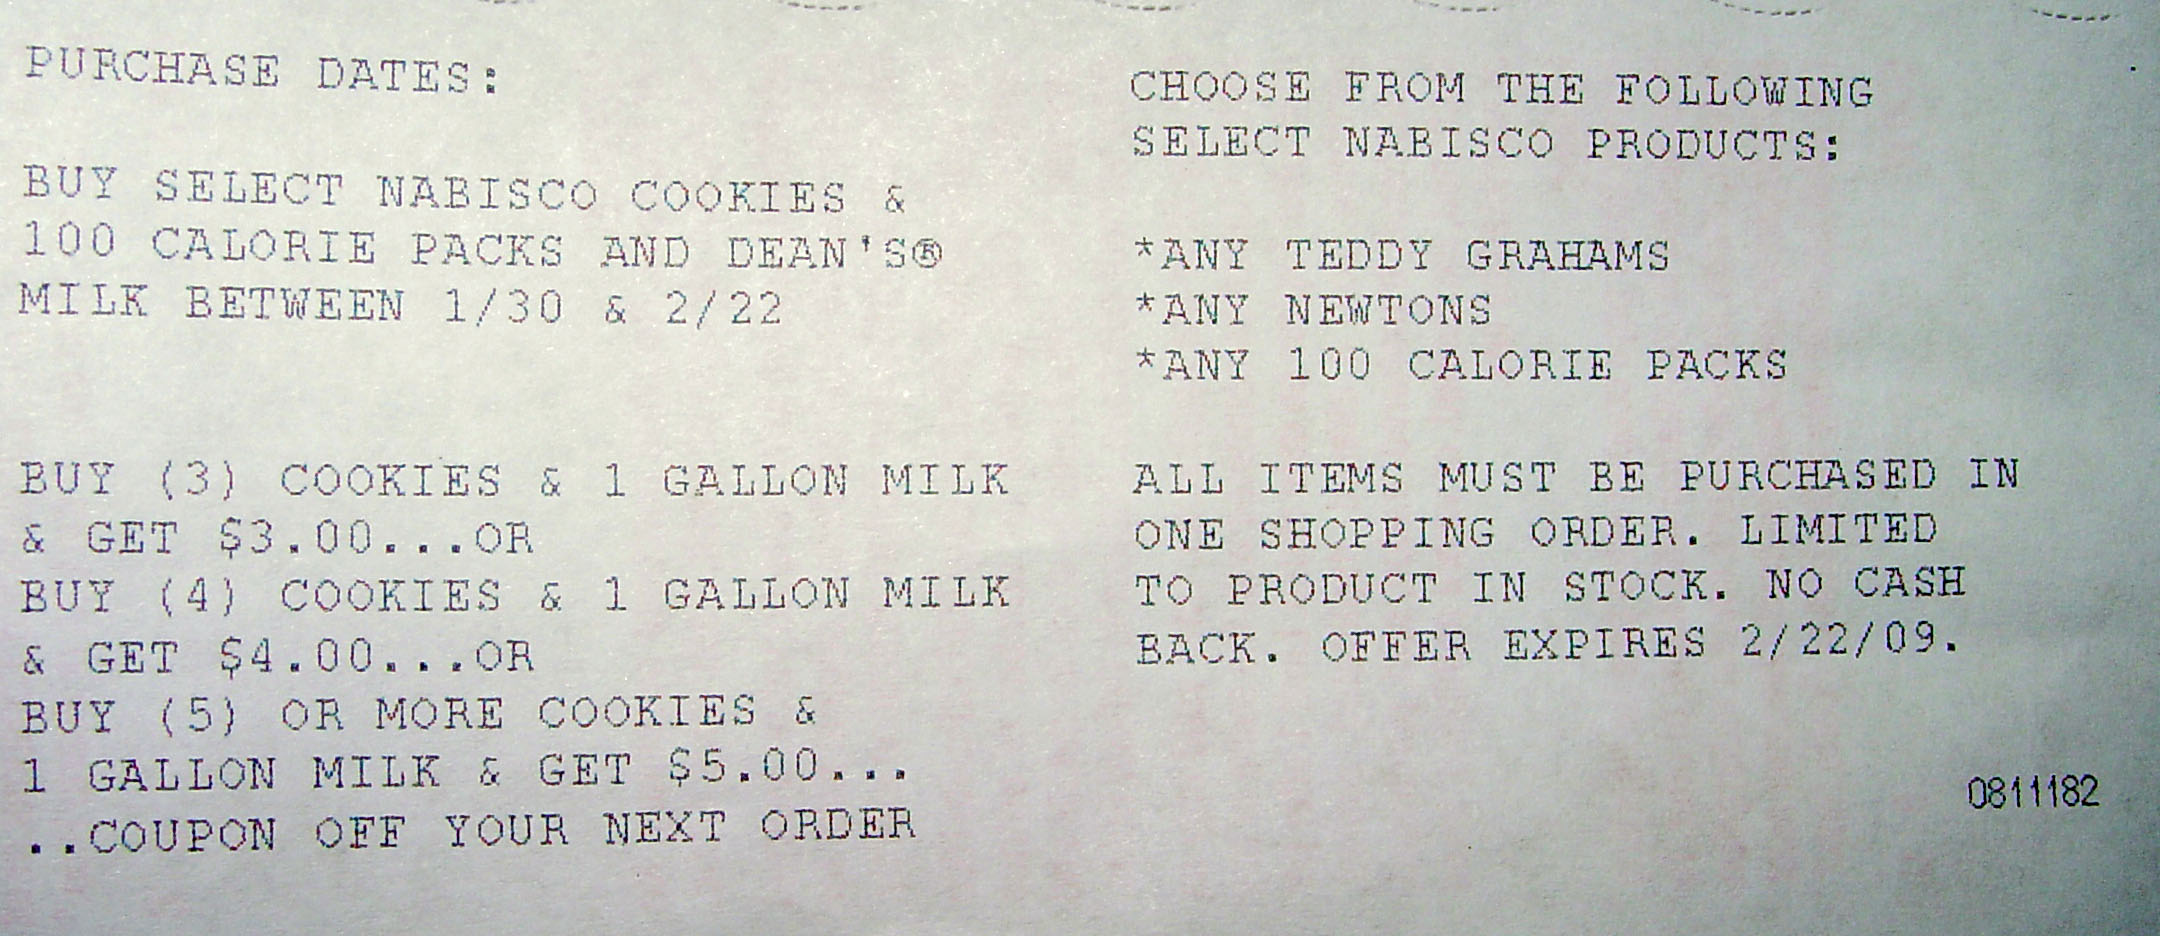 PURCHASE DATES:
BUY SELECT NABISCO COOKIES &
100 CALORIE PACKS AND DEAN'S®
MILK BETWEEN 1/30 & 2/22
BUY (3) COOKIES & 1 GALLON MILK
& GET $3.00...OR
BUY (4) COOKIES & 1 GALLON MILK
& GET $4.00...OR
BUY (5) OR MORE COOKIES &
1 GALLON MILK & GET $5.00...
..COUPON OFF YOUR NEXT ORDER
CHOOSE FROM THE FOLLOWING
SELECT NABISCO PRODUCTS:
*ANY TEDDY GRAHAMS
*ANY NEWTONS
*ANY 100 CALORIE PACKS
ALL ITEMS MUST BE PURCHASED IN
ONE SHOPPING ORDER. LIMITED
TO PRODUCT IN STOCK. NO CASH
BACK. OFFER EXPIRES 2/22/09.
0811182